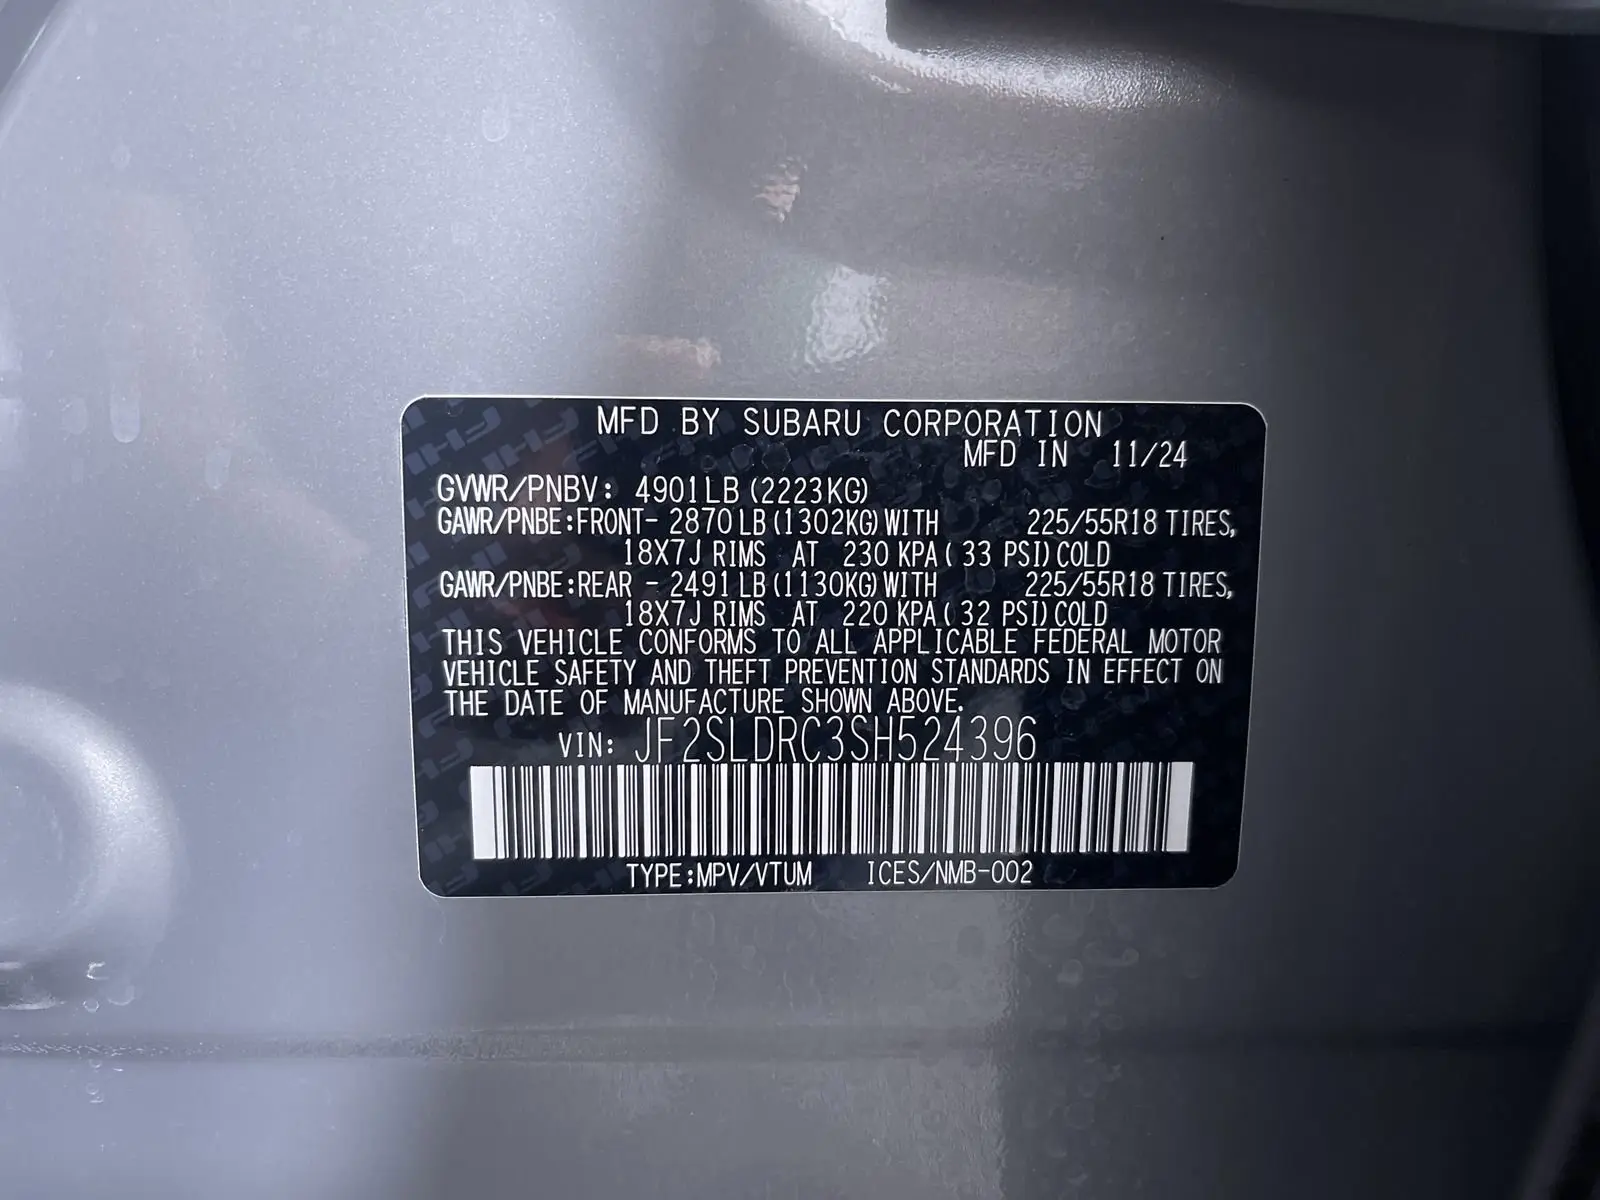 MFD BY SUBARU CORPORATION
MFD IN 11/24
GVWR/PNBV: 4901LB (2223KG)
GAWR/PNBE:FRONT- 2870LB (1302KG) WITH 225/55R18 TIRES,
18X7J RIMS AT 230 KPA ( 33 PSI) COLD
GAWR/PNBE:REAR - 2491LB (1130KG) WITH 225/55R18 TIRES,
18X7J RIMS AT 220 KPA ( 32 PSI) COLD
THIS VEHICLE CONFORMS TO ALL APPLICABLE FEDERAL MOTOR
VEHICLE SAFETY AND THEFT PREVENTION STANDARDS IN EFFECT ON
THE DATE OF MANUFACTURE SHOWN ABOVE.
VIN: JF2SLDRC3SH524396
TYPE:MPV/VTUM ICES/NMB-002